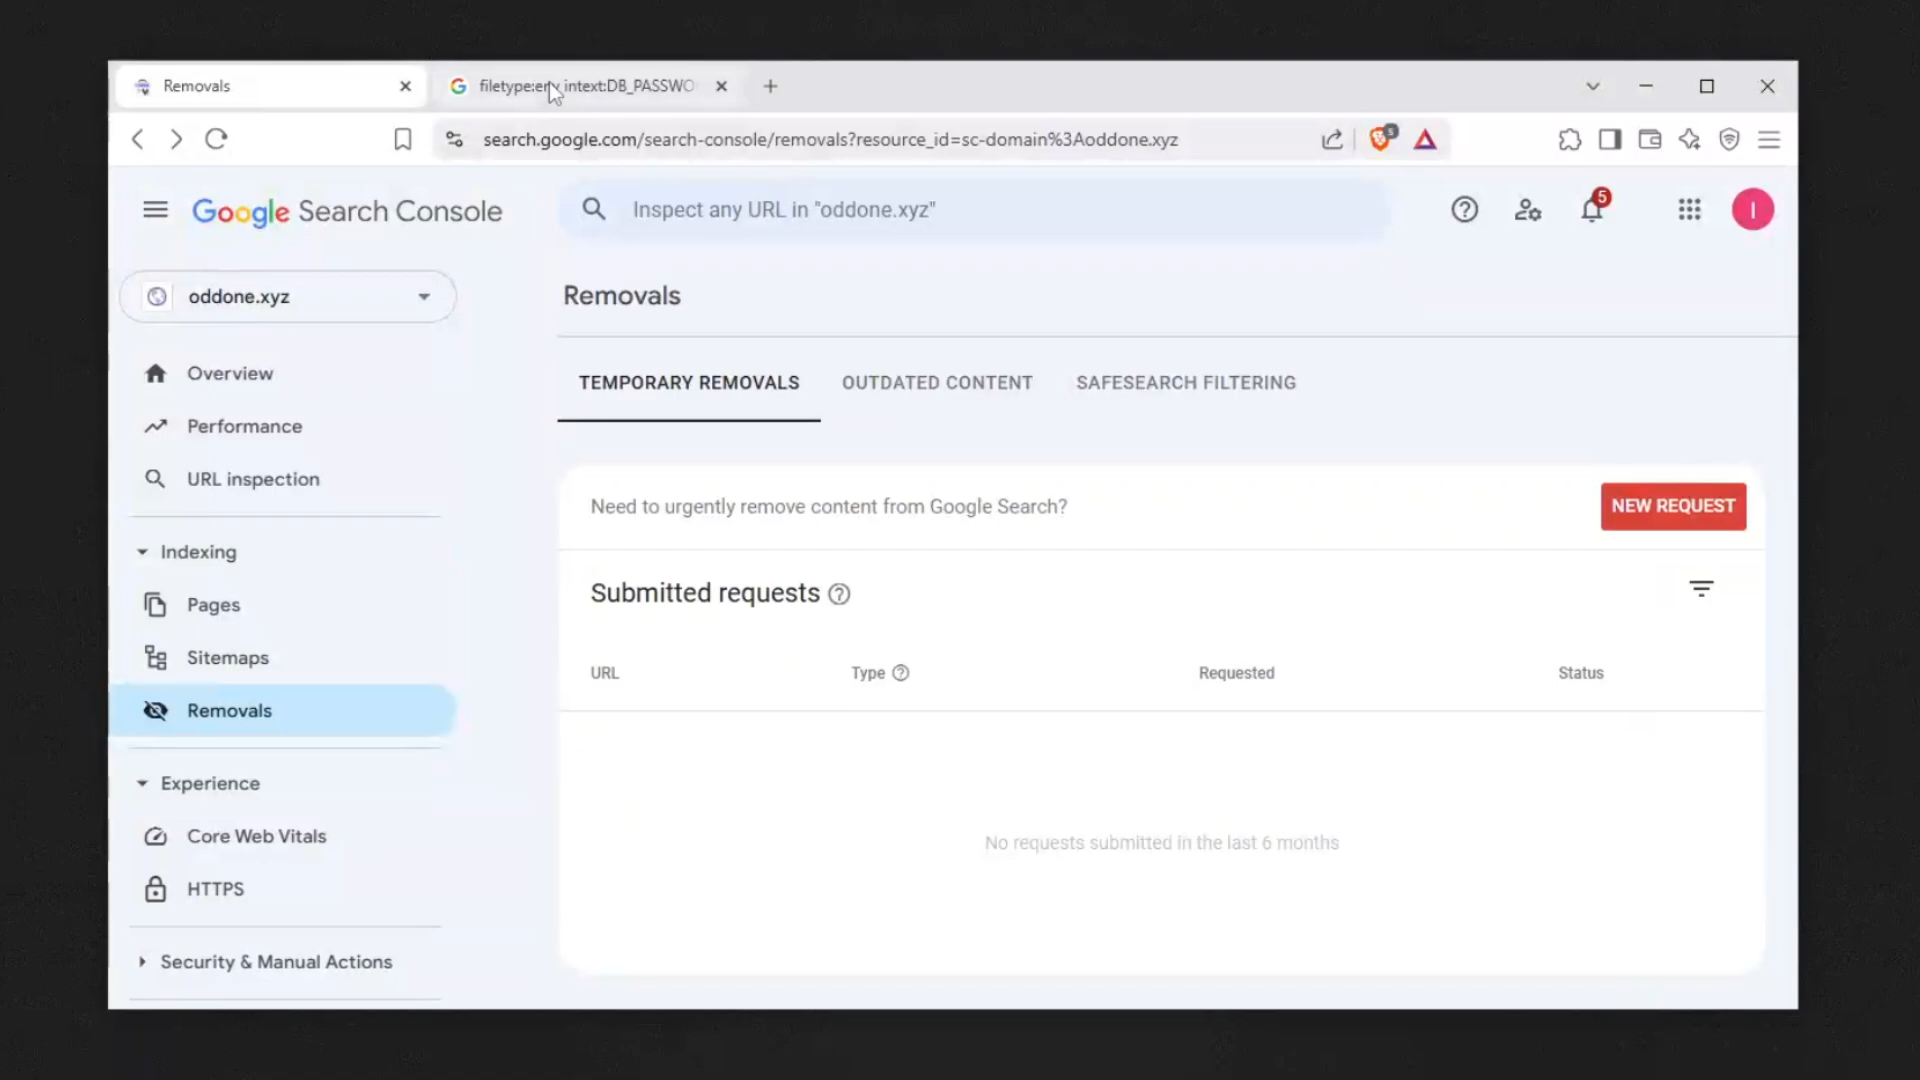 Removals
filetype:env intext:DB_PASSWO
search.google.com/search-console/removals?resource_id=sc-domain%3Aoddone.xyz
5
Google Search Console
Inspect any URL in "oddone.xyz"
5
I
oddone.xyz
Removals
Overview
TEMPORARY REMOVALS
OUTDATED CONTENT
SAFESEARCH FILTERING
Performance
URL inspection
Need to urgently remove content from Google Search?
NEW REQUEST
Indexing
Submitted requests
Pages
Sitemaps
URL
Type
Requested
Status
Removals
Experience
Core Web Vitals
No requests submitted in the last 6 months
HTTPS
Security & Manual Actions